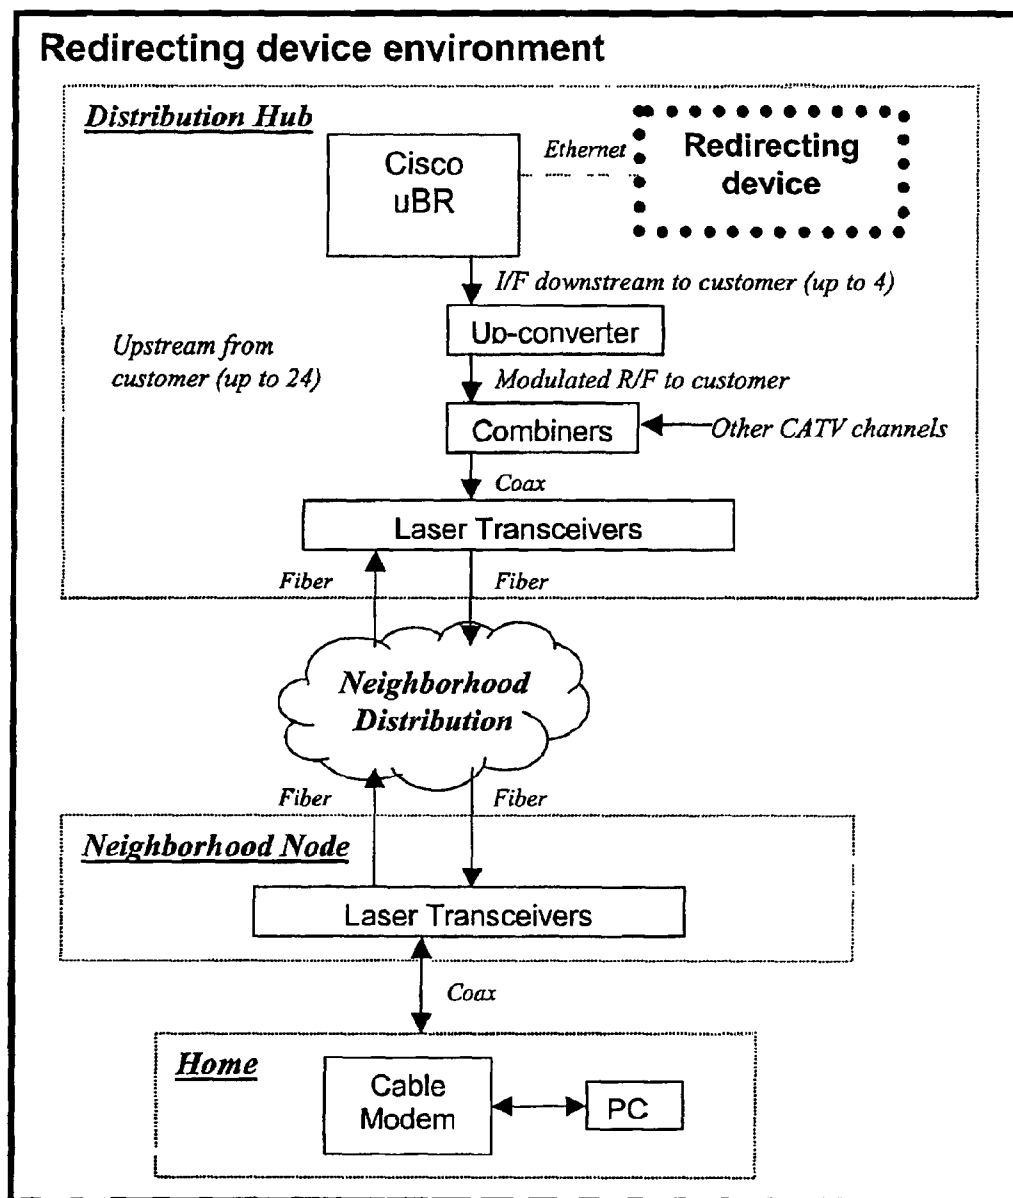 Redirecting device environment
Distribution Hub
Cisco
uBR
Ethernet
Redirecting
device
I/F downstream to customer (up to 4)
Up-converter
Upstream from
customer (up to 24)
Modulated R/F to customer
Combiners
Other CATV channels
Coax
Laser Transceivers
Fiber
Fiber
Neighborhood
Distribution
Fiber
Fiber
Neighborhood Node
Laser Transceivers
Coax
Home
Cable
Modem
PC